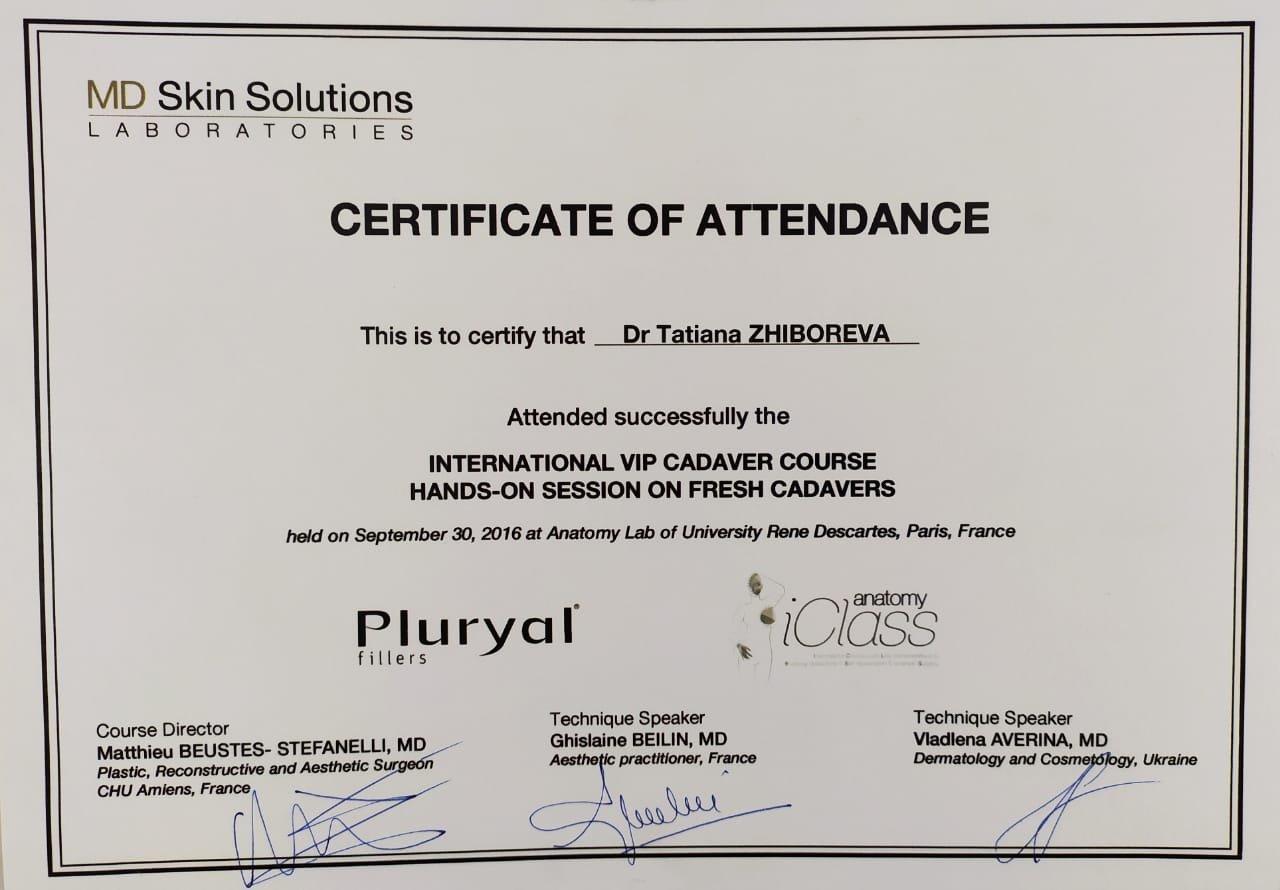 MD Skin Solutions
LABORATORIES
CERTIFICATE OF ATTENDANCE
This is to certify that Dr Tatiana ZHIBOREVA
Attended successfully the
INTERNATIONAL VIP CADAVER COURSE
HANDS-ON SESSION ON FRESH CADAVERS
held on September 30, 2016 at Anatomy Lab of University Rene Descartes, Paris, France
Pluryal
fillers
anatomy
iClass
Course Director
Matthieu BEUSTES- STEFANELLI, MD
Plastic, Reconstructive and Aesthetic Surgeon
CHU Amiens, France
Technique Speaker
Ghislaine BEILIN, MD
Aesthetic practitioner, France
Technique Speaker
Vladlena AVERINA, MD
Dermatology and Cosmetology, Ukraine